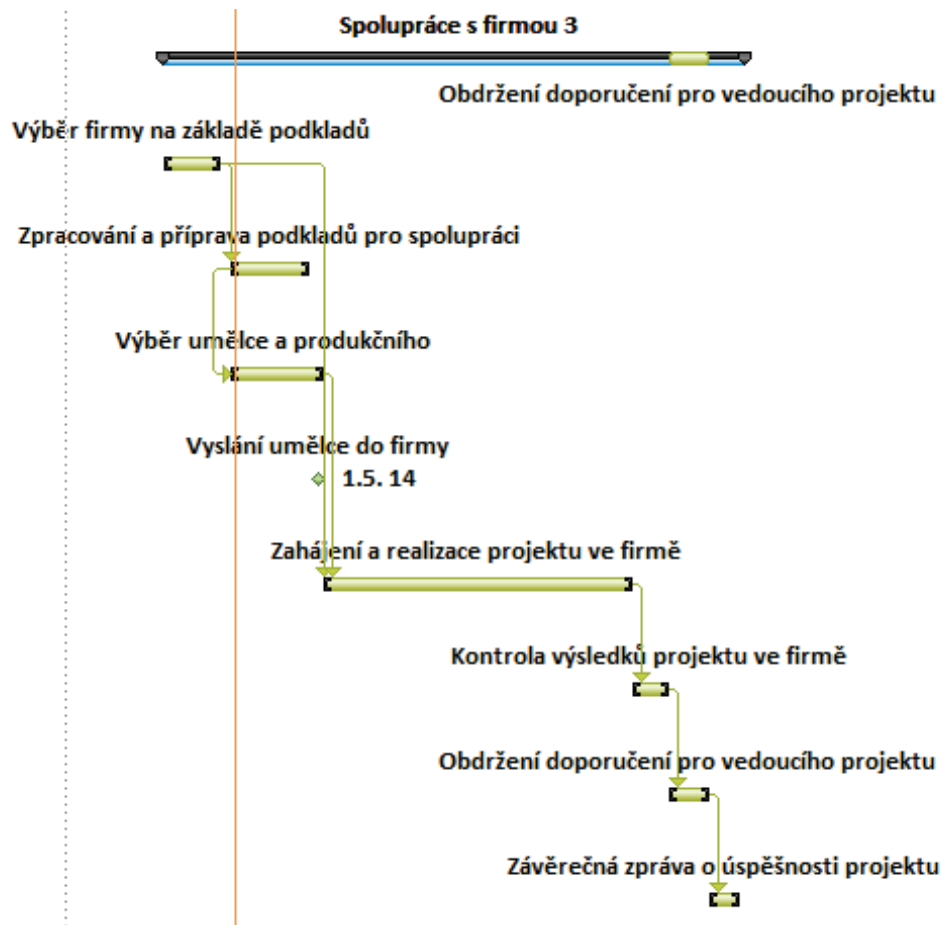 Spolupráce s firmou 3
Obdržení doporučení pro vedoucího projektu
Výběr firmy na základě podkladů
Zpracování a příprava podkladů pro spolupráci
Výběr umělce a produkčního
Vyslání umělce do firmy
1.5. 14
Zahájení a realizace projektu ve firmě
Kontrola výsledků projektu ve firmě
Obdržení doporučení pro vedoucího projektu
Závěrečná zpráva o úspěšnosti projektu